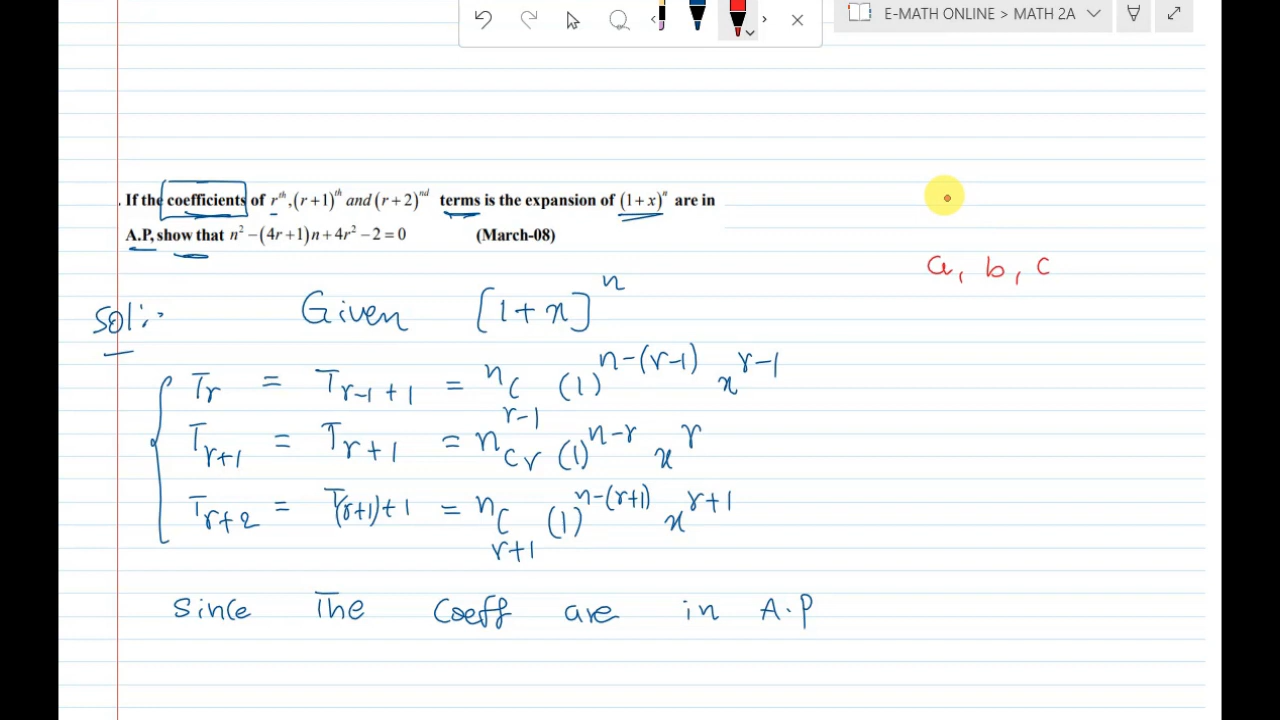 E-MATH ONLINE > MATH 2A
. If the coefficients of r^th, (r+1)^th and (r+2)^nd terms is the expansion of (1+x)^n are in
A.P, show that n² −(4r+1)n+4r² −2=0 (March-08)
a, b, c
Sol:- Given [1+x]^n
T_r = T_{r-1+1} = n_C_{r-1} (1)^{n-(r-1)} x^{r-1}
T_{r+1} = T_{r+1} = n_C_r (1)^{n-r} x^r
T_{r+2} = T_{(r+1)+1} = n_C_{r+1} (1)^{n-(r+1)} x^{r+1}
Since The Coeff are in A.P